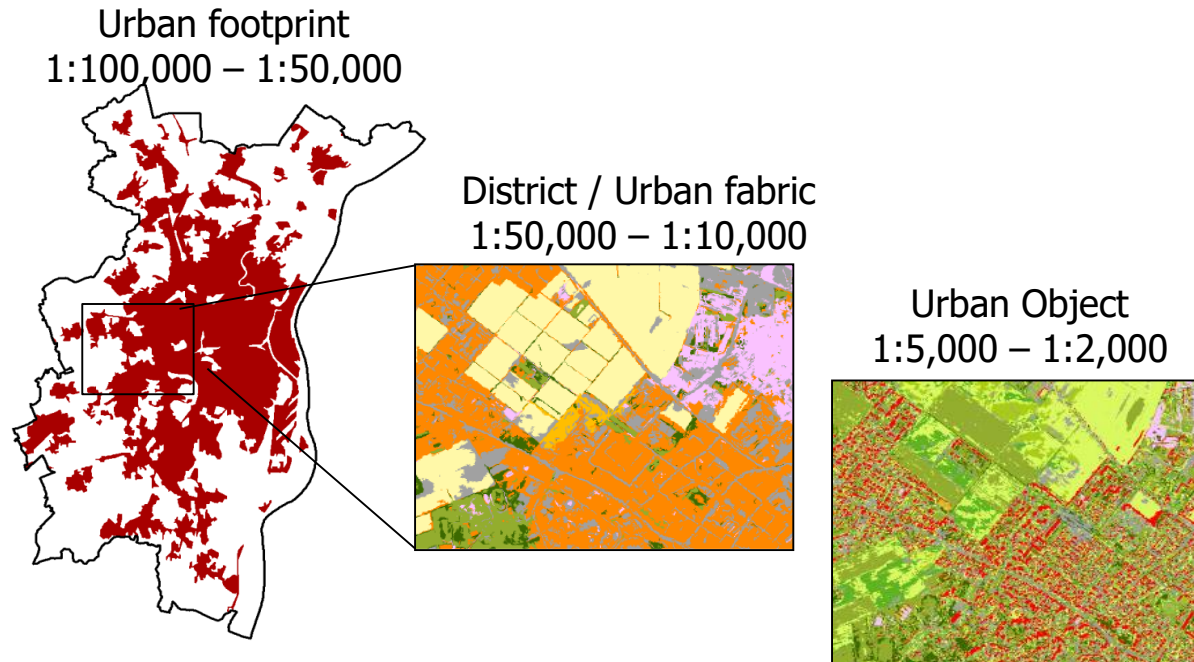 Urban footprint
1:100,000 – 1:50,000
District / Urban fabric
1:50,000 – 1:10,000
Urban Object
1:5,000 – 1:2,000